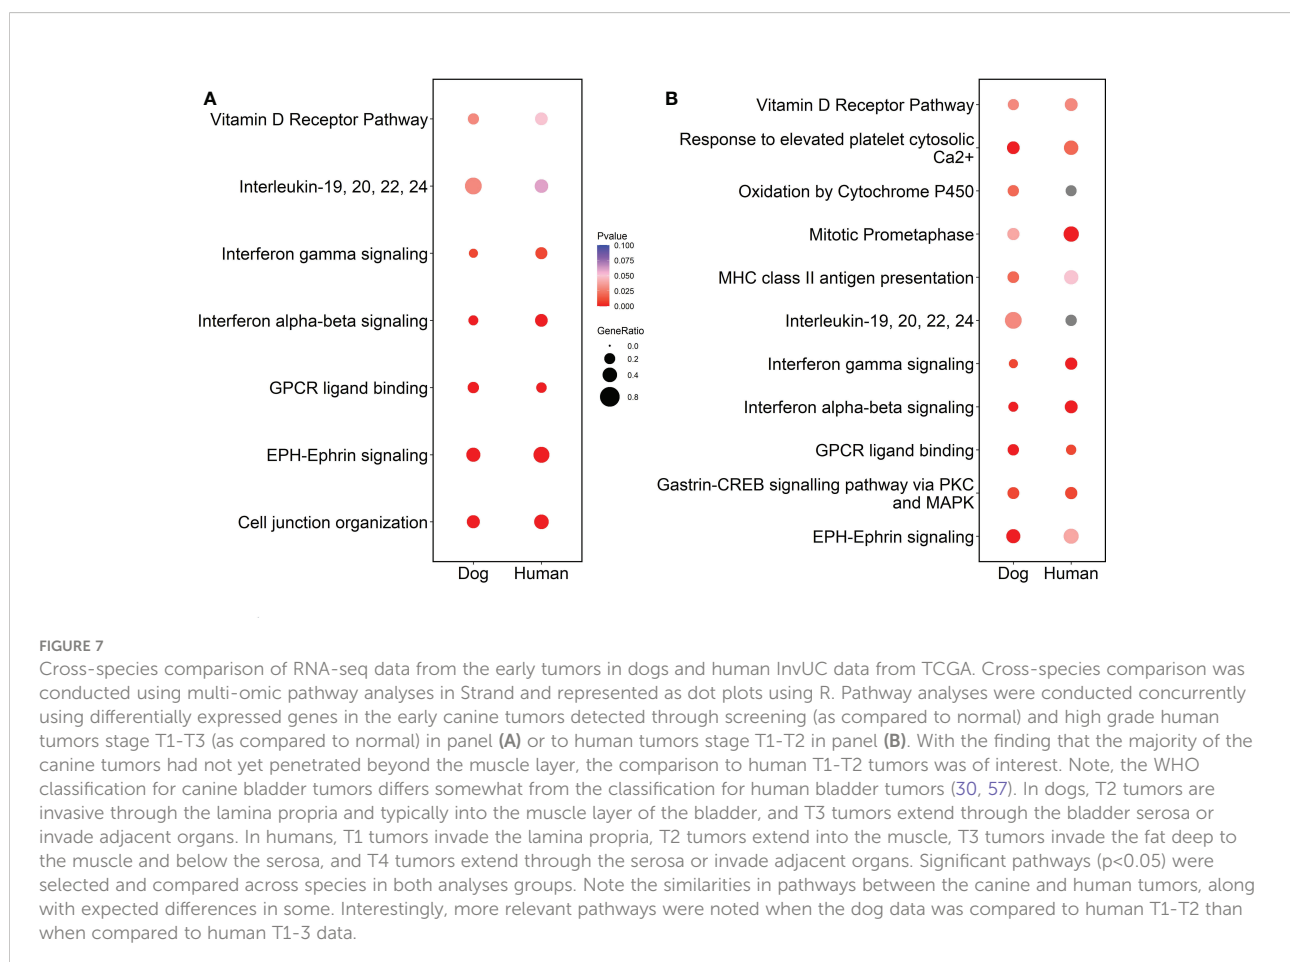 A
Vitamin D Receptor Pathway
Interleukin-19, 20, 22, 24
Interferon gamma signaling
Interferon alpha-beta signaling
GPCR ligand binding
EPH-Ephrin signaling
Cell junction organization
Dog Human
Pvalue
0.100
0.075
0.050
0.025
0.000
GeneRatio
0.0
0.2
0.4
0.8
B
Vitamin D Receptor Pathway
Response to elevated platelet cytosolic
Ca2+
Oxidation by Cytochrome P450
Mitotic Prometaphase
MHC class II antigen presentation
Interleukin-19, 20, 22, 24
Interferon gamma signaling
Interferon alpha-beta signaling
GPCR ligand binding
Gastrin-CREB signalling pathway via PKC
and MAPK
EPH-Ephrin signaling
Dog Human
FIGURE 7
Cross-species comparison of RNA-seq data from the early tumors in dogs and human InvUC data from TCGA. Cross-species comparison was
conducted using multi-omic pathway analyses in Strand and represented as dot plots using R. Pathway analyses were conducted concurrently
using differentially expressed genes in the early canine tumors detected through screening (as compared to normal) and high grade human
tumors stage T1-T3 (as compared to normal) in panel (A) or to human tumors stage T1-T2 in panel (B). With the finding that the majority of the
canine tumors had not yet penetrated beyond the muscle layer, the comparison to human T1-T2 tumors was of interest. Note, the WHO
classification for canine bladder tumors differs somewhat from the classification for human bladder tumors (30, 57). In dogs, T2 tumors are
invasive through the lamina propria and typically into the muscle layer of the bladder, and T3 tumors extend through the bladder serosa or
invade adjacent organs. In humans, T1 tumors invade the lamina propria, T2 tumors extend into the muscle, T3 tumors invade the fat deep to
the muscle and below the serosa, and T4 tumors extend through the serosa or invade adjacent organs. Significant pathways (p<0.05) were
selected and compared across species in both analyses groups. Note the similarities in pathways between the canine and human tumors, along
with expected differences in some. Interestingly, more relevant pathways were noted when the dog data was compared to human T1-T2 than
when compared to human T1-3 data.